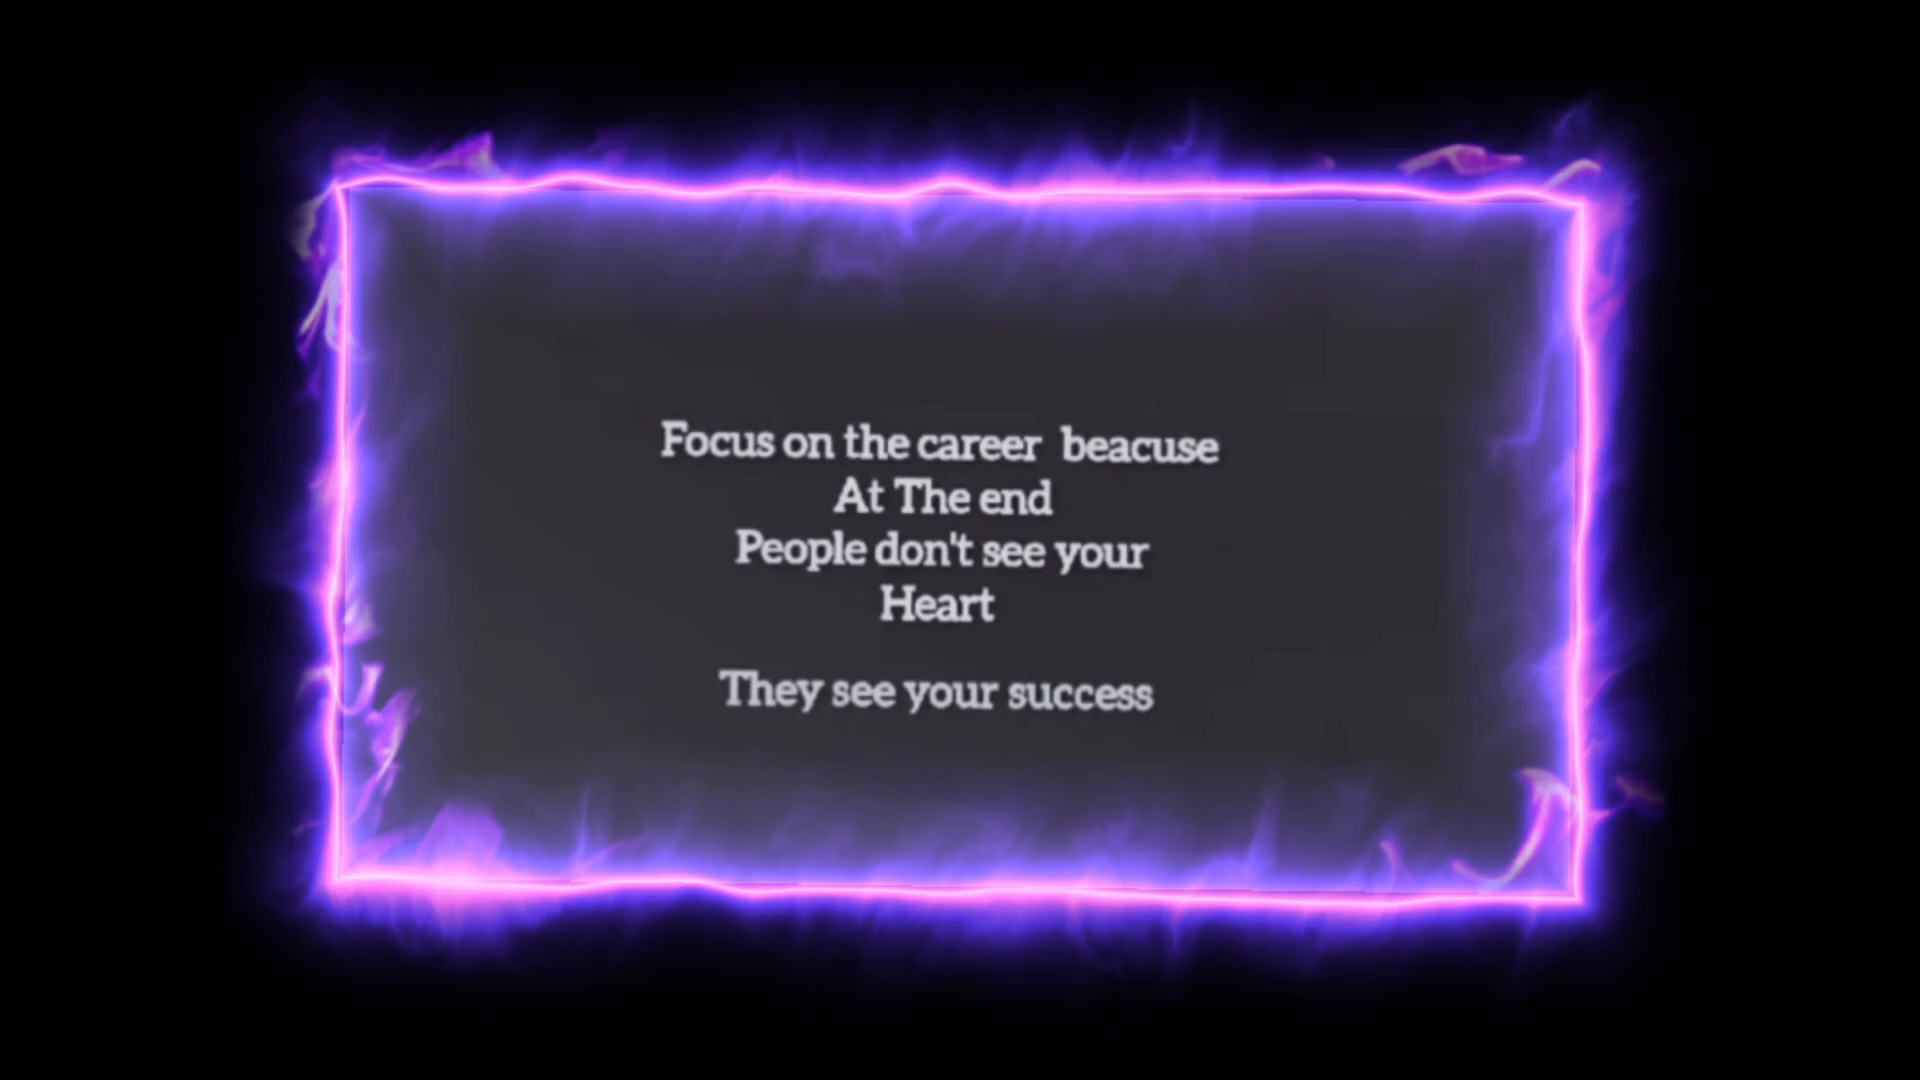 Focus on the career  beacuse
At The end
People don't see your
Heart
They see your success